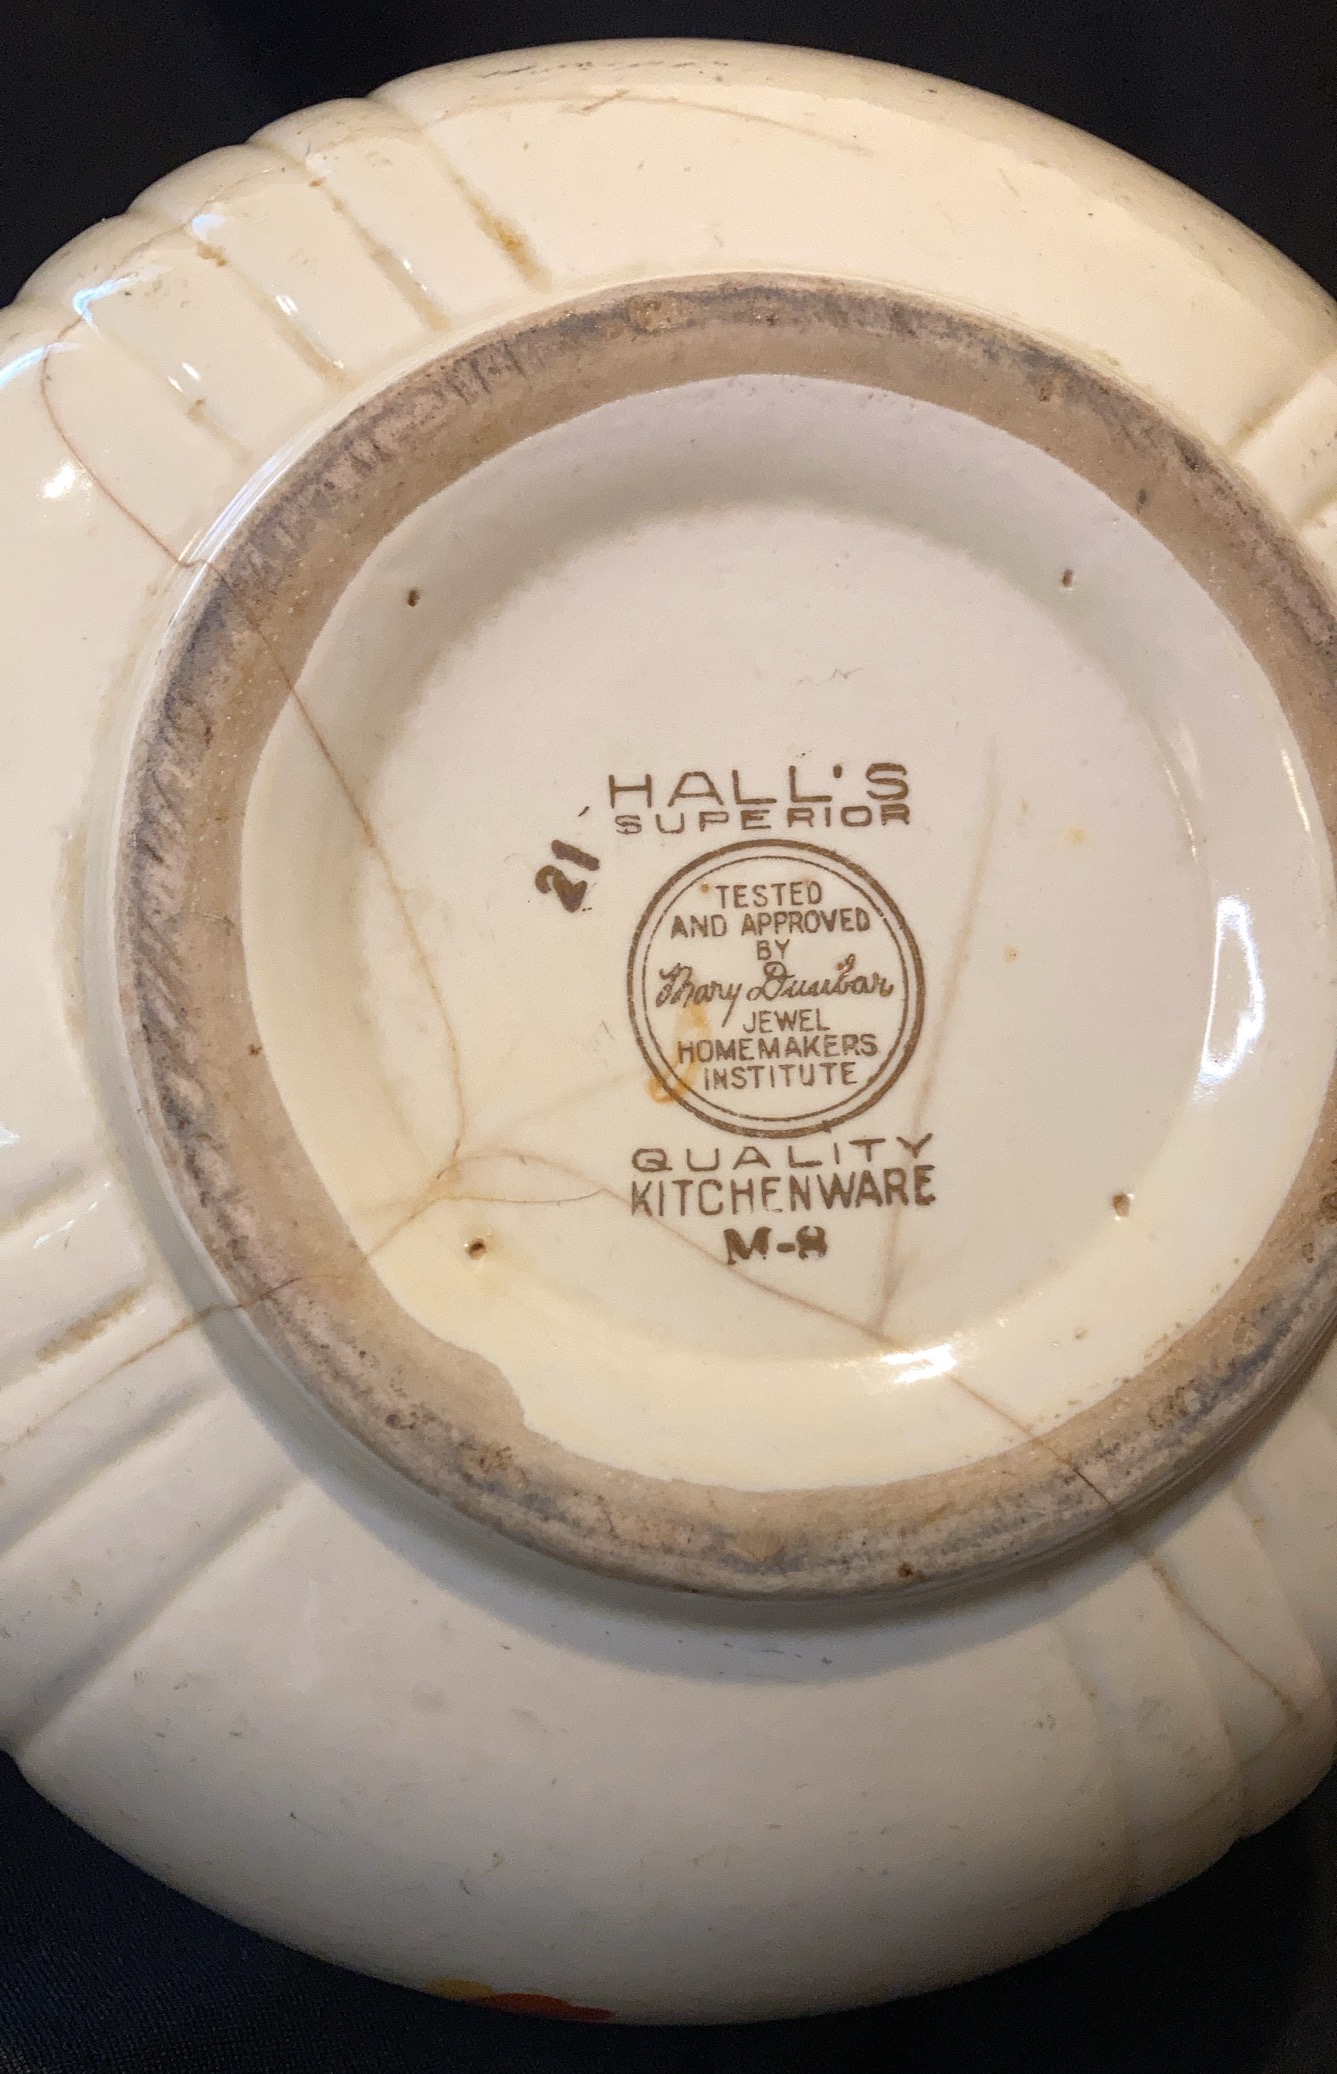 HALL'S
SUPERIOR
21
TESTED
AND APPROVED
BY
Mary Dunbar
JEWEL
HOMEMAKERS
INSTITUTE
QUALITY
KITCHENWARE
M-8